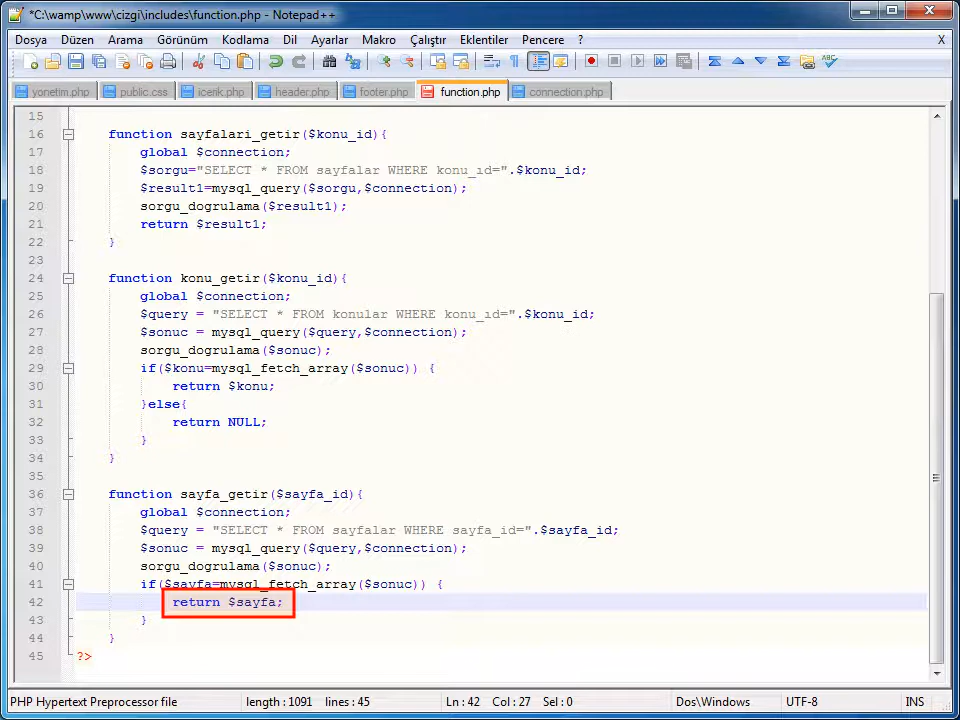 *C:\wamp\www\cizgi\includes\function.php - Notepad++
Dosya Düzen Arama Görünüm Kodlama Dil Ayarlar Makro Çalıştır Eklentiler Pencere ? X
yonetim.php public.css icerik.php header.php footer.php function.php connection.php
15
16 function sayfalari_getir($konu_id){
17 global $connection;
18 $sorgu="SELECT * FROM sayfalar WHERE konu_id=".$konu_id;
19 $result1=mysql_query($sorgu,$connection);
20 sorgu_dogrulama($result1);
21 return $result1;
22 }
23
24 function konu_getir($konu_id){
25 global $connection;
26 $query = "SELECT * FROM konular WHERE konu_id=".$konu_id;
27 $sonuc = mysql_query($query,$connection);
28 sorgu_dogrulama($sonuc);
29 if($konu=mysql_fetch_array($sonuc)) {
30 return $konu;
31 }else{
32 return NULL;
33 }
34 }
35
36 function sayfa_getir($sayfa_id){
37 global $connection;
38 $query = "SELECT * FROM sayfalar WHERE sayfa_id=".$sayfa_id;
39 $sonuc = mysql_query($query,$connection);
40 sorgu_dogrulama($sonuc);
41 if($sayfa=mysql_fetch_array($sonuc)) {
42 return $sayfa;
43 }
44 }
45 ?>
PHP Hypertext Preprocessor file length : 1091 lines : 45 Ln : 42 Col : 27 Sel : 0 Dos\Windows UTF-8 INS